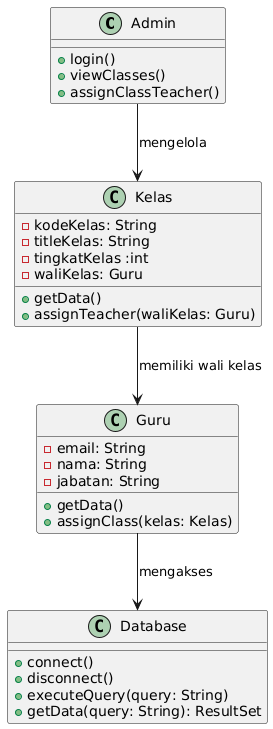 C Admin
login()
viewClasses()
assignClassTeacher()
mengelola
C Kelas
kodeKelas: String
titleKelas: String
tingkatKelas :int
waliKelas: Guru
getData()
assignTeacher(waliKelas: Guru)
memiliki wali kelas
C Guru
email: String
nama: String
jabatan: String
getData()
assignClass(kelas: Kelas)
mengakses
C Database
connect()
disconnect()
executeQuery(query: String)
getData(query: String): ResultSet